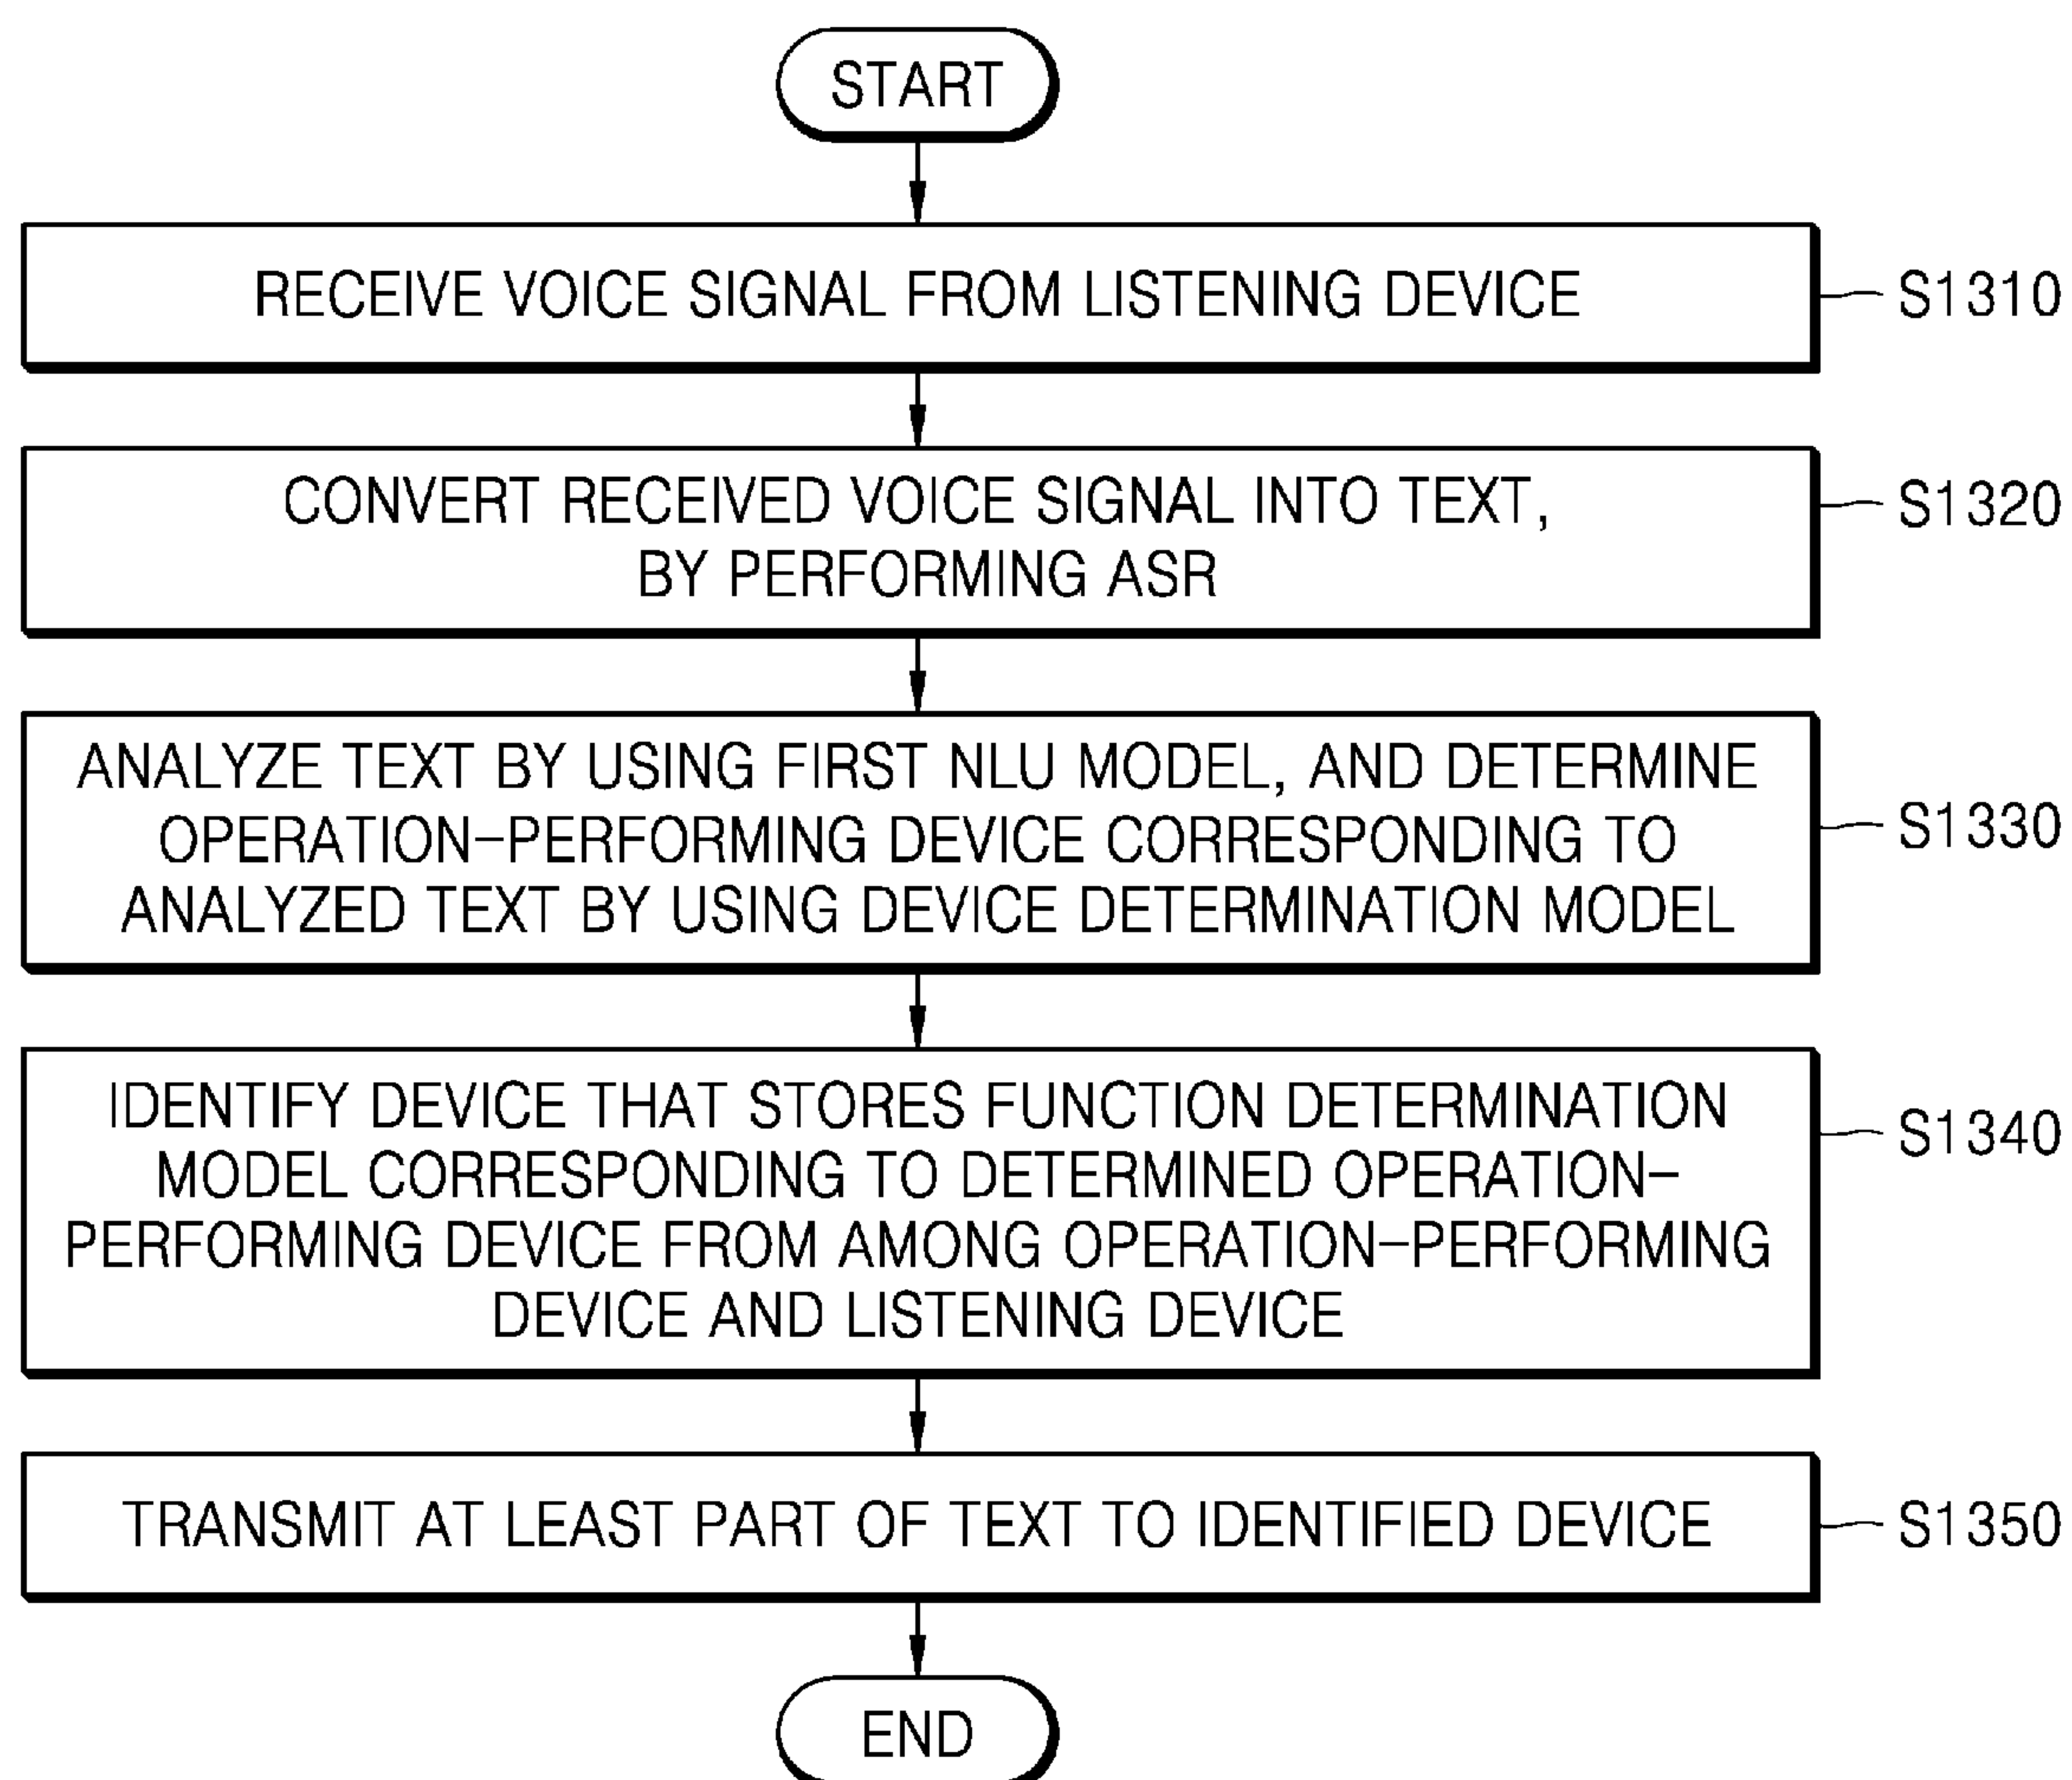 START
RECEIVE VOICE SIGNAL FROM LISTENING DEVICE
S1310
CONVERT RECEIVED VOICE SIGNAL INTO TEXT,
BY PERFORMING ASR
S1320
ANALYZE TEXT BY USING FIRST NLU MODEL, AND DETERMINE
OPERATION-PERFORMING DEVICE CORRESPONDING TO
ANALYZED TEXT BY USING DEVICE DETERMINATION MODEL
S1330
IDENTIFY DEVICE THAT STORES FUNCTION DETERMINATION
MODEL CORRESPONDING TO DETERMINED OPERATION-
PERFORMING DEVICE FROM AMONG OPERATION-PERFORMING
DEVICE AND LISTENING DEVICE
S1340
TRANSMIT AT LEAST PART OF TEXT TO IDENTIFIED DEVICE
S1350
END